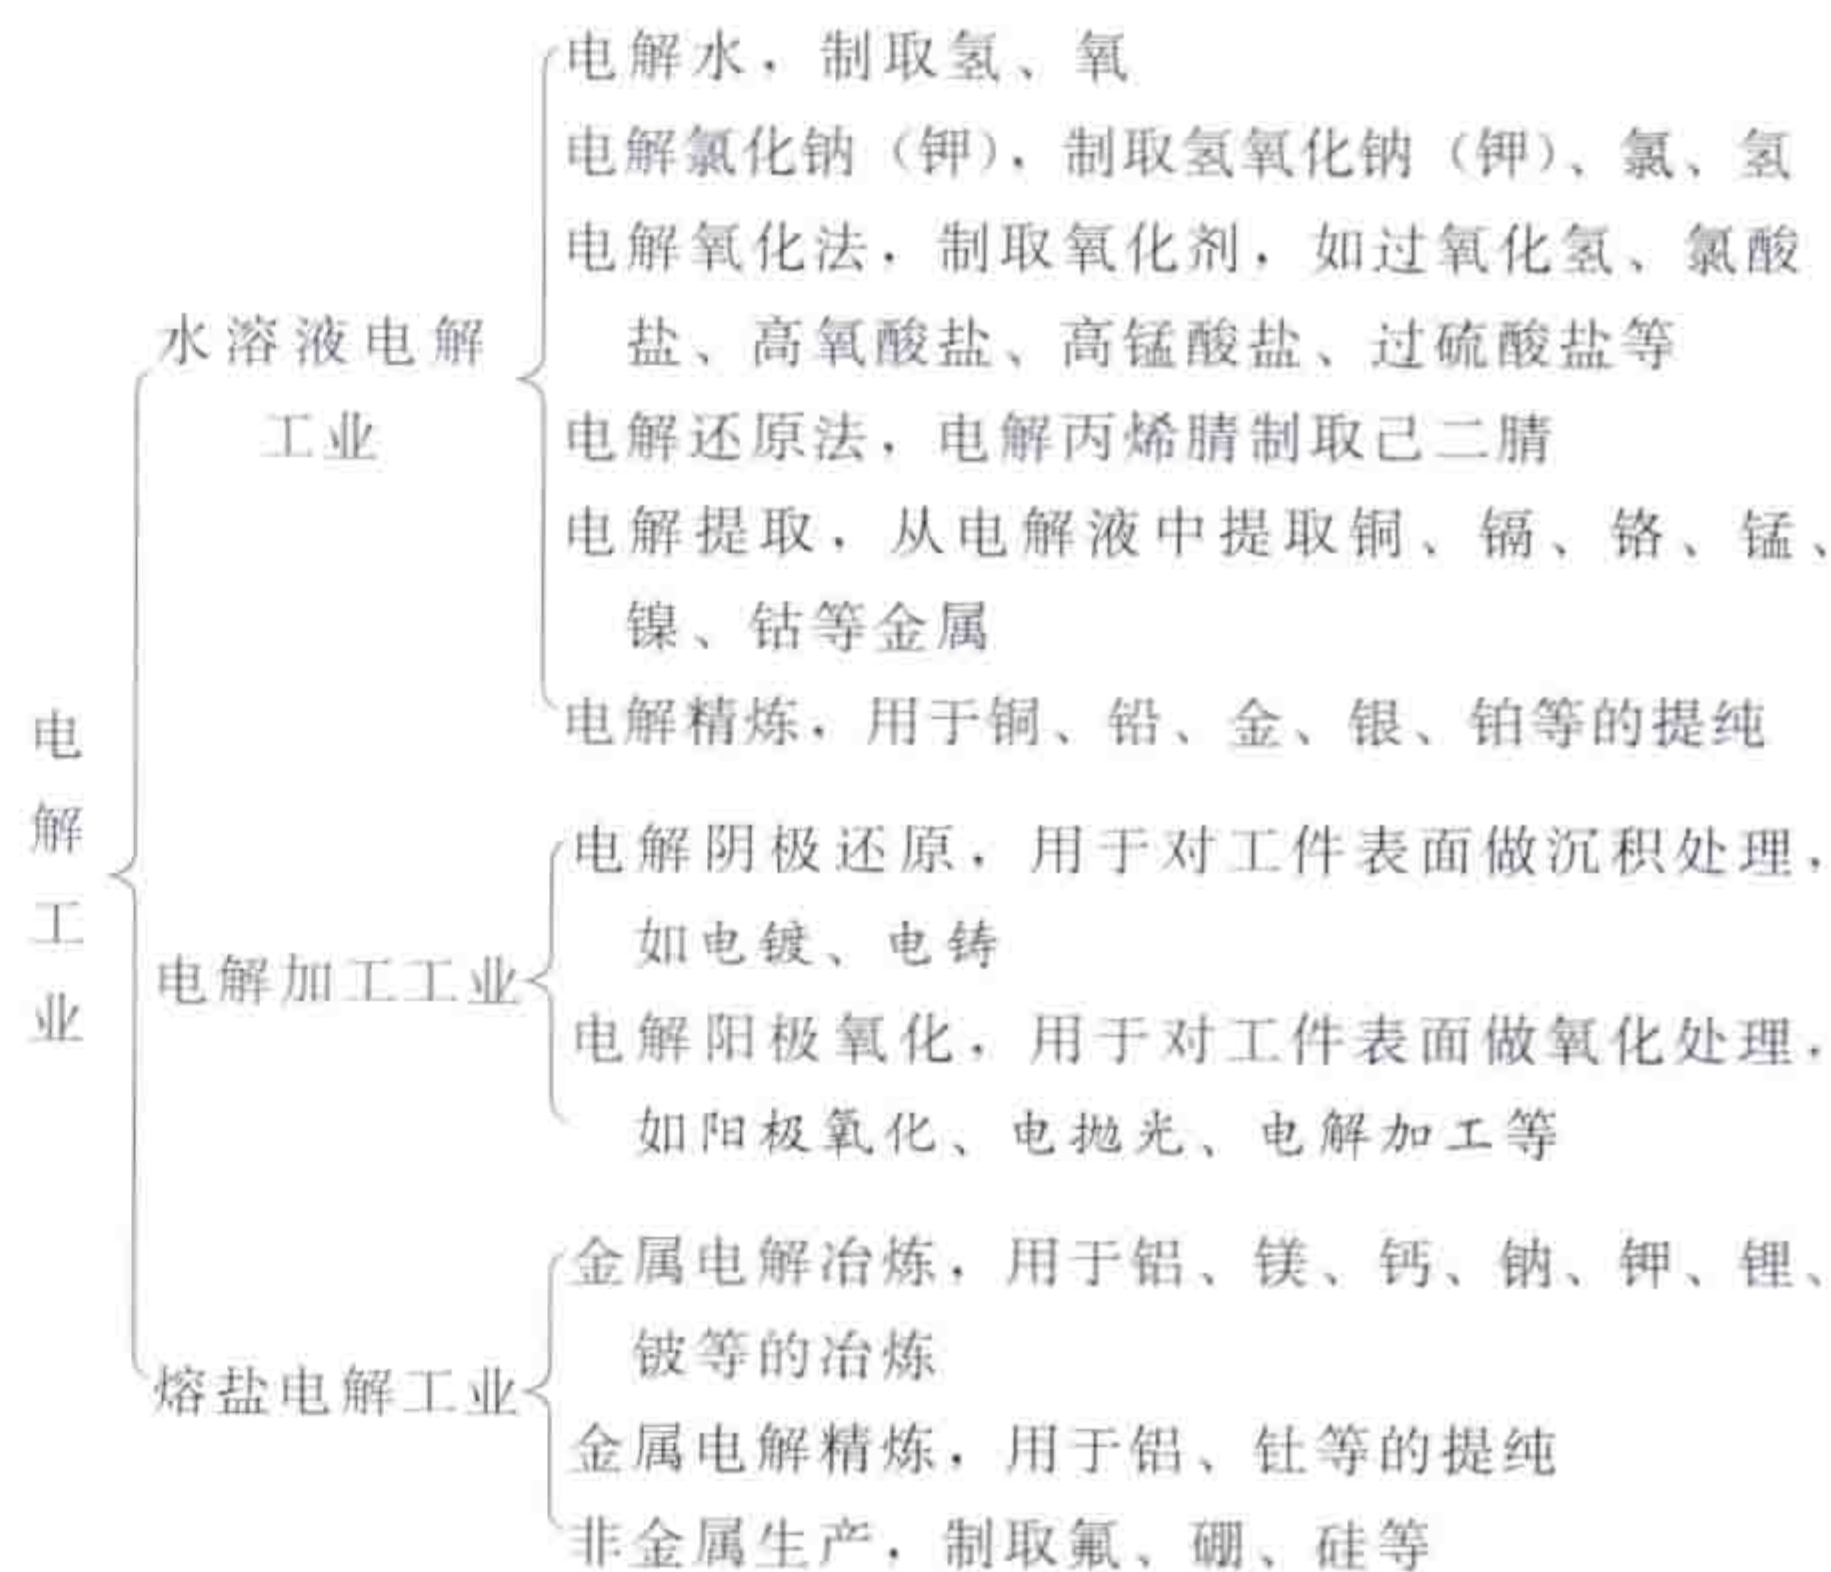 电解工业
水溶液电解
工业
电解水，制取氢、氧
电解氯化钠（钾），制取氢氧化钠（钾）、氯、氢
电解氧化法，制取氧化剂，如过氧化氢、氯酸
盐、高氧酸盐、高锰酸盐、过硫酸盐等
电解还原法，电解丙烯腈制取己二腈
电解提取，从电解液中提取铜、镉、铬、锰、
镍、钴等金属
电解精炼，用于铜、铅、金、银、铂等的提纯
电解加工工业
电解阴极还原，用于对工件表面做沉积处理，
如电镀、电铸
电解阳极氧化，用于对工件表面做氧化处理，
如阳极氧化、电抛光、电解加工等
熔盐电解工业
金属电解冶炼，用于铝、镁、钙、钠、钾、锂、
铍等的冶炼
金属电解精炼，用于铝、钍等的提纯
非金属生产，制取氟、硼、硅等